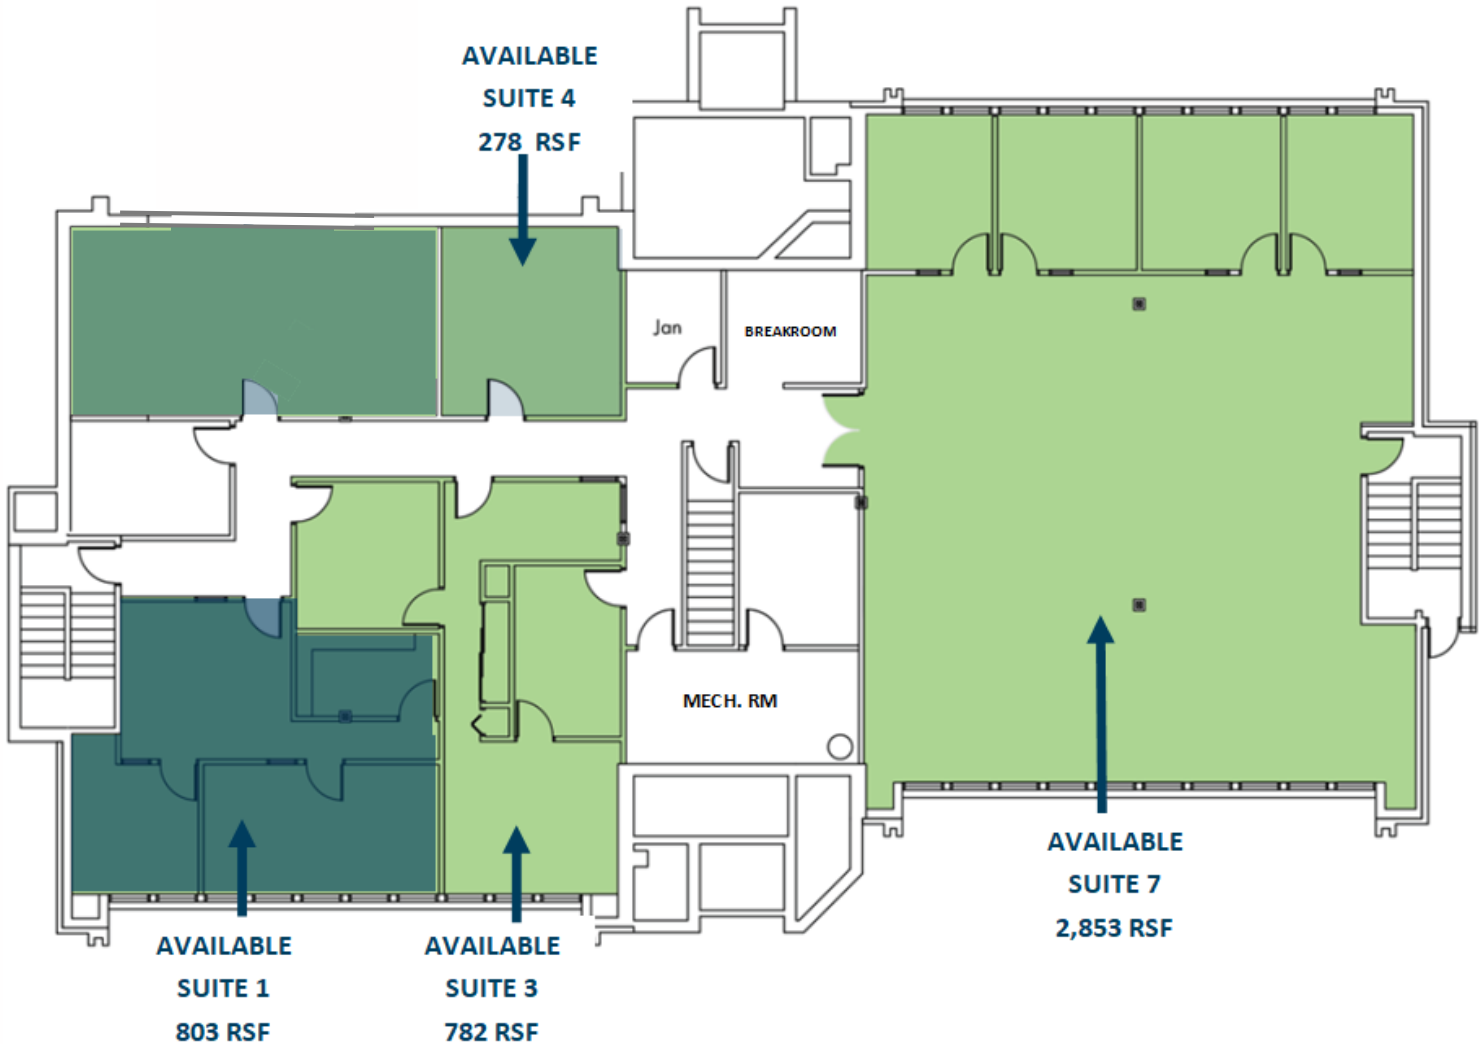 AVAILABLE
SUITE 4
278 RSF
Jan
BREAKROOM
MECH. RM
AVAILABLE
SUITE 7
2,853 RSF
AVAILABLE
SUITE 1
803 RSF
AVAILABLE
SUITE 3
782 RSF